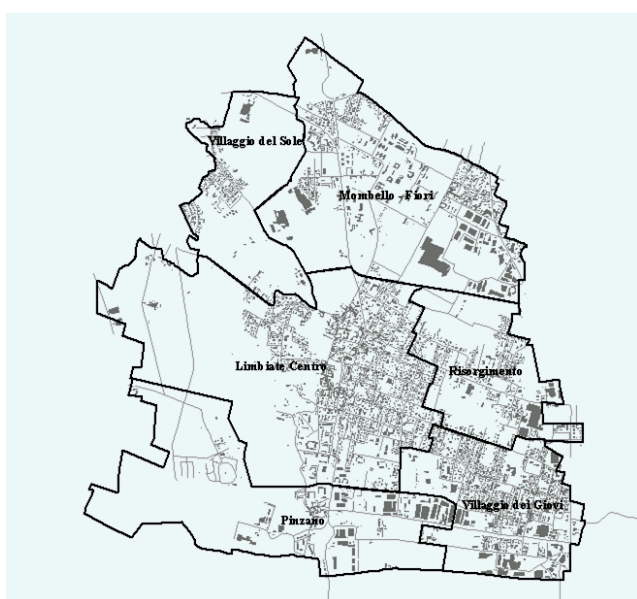 Villaggio del Sole
Mombello - Fiori
Limbiate Centro
Risorgimento
Villaggio dei Giovi
Pinzano